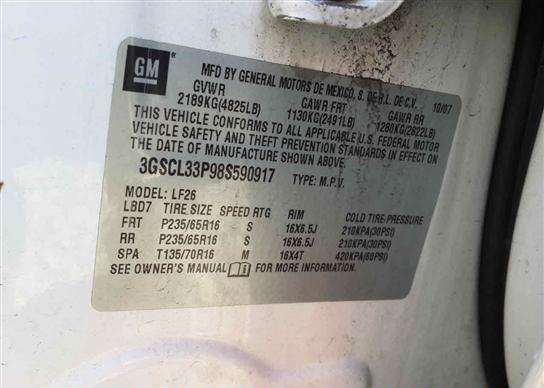 GM
MFD BY GENERAL MOTORS DE MEXICO, S. DE R.L. DE C.V. 10/07
GVWR GAWR FRT GAWR RR
2189KG(4825LB) 1130KG(2491LB) 1280KG(2822LB)
THIS VEHICLE CONFORMS TO ALL APPLICABLE U.S. FEDERAL MOTOR
VEHICLE SAFETY AND THEFT PREVENTION STANDARDS IN EFFECT ON
THE DATE OF MANUFACTURE SHOWN ABOVE.
3GSCL33P98S590917 TYPE: M.P.V.
MODEL: LF26
LBD7 TIRE SIZE SPEED RTG RIM COLD TIRE PRESSURE
FRT P235/65R16 S 16X6.5J 210KPA(30PSI)
RR P235/65R16 S 16X6.5J 210KPA(30PSI)
SPA T135/70R16 M 16X4T 420KPA(60PSI)
SEE OWNER'S MANUAL FOR MORE INFORMATION.